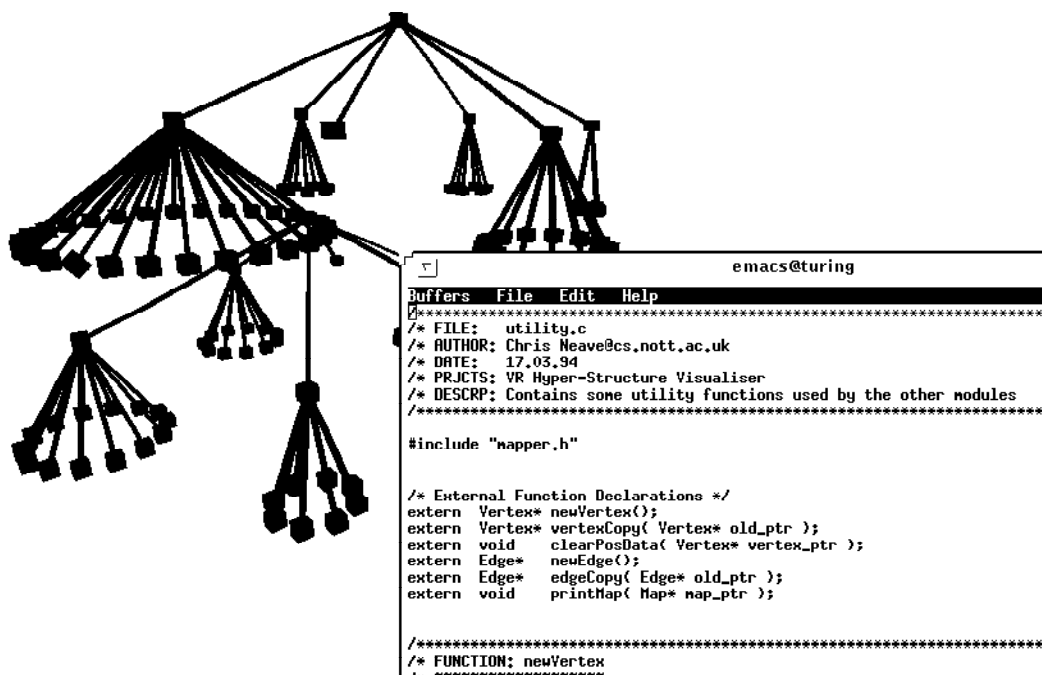 emacs@turing
Buffers File Edit Help
/*******************************************************************
/* FILE: utility.c
/* AUTHOR: Chris Neave@cs.nott.ac.uk
/* DATE: 17.03.94
/* PRJCTS: VR Hyper-Structure Visualiser
/* DESCRP: Contains some utility functions used by the other modules
/*******************************************************************
#include "mapper.h"
/* External Function Declarations */
extern Vertex* newVertex();
extern Vertex* vertexCopy( Vertex* old_ptr );
extern void clearPosData( Vertex* vertex_ptr );
extern Edge* newEdge();
extern Edge* edgeCopy( Edge* old_ptr );
extern void printMap( Map* map_ptr );
/*******************************************************************
/* FUNCTION: newVertex